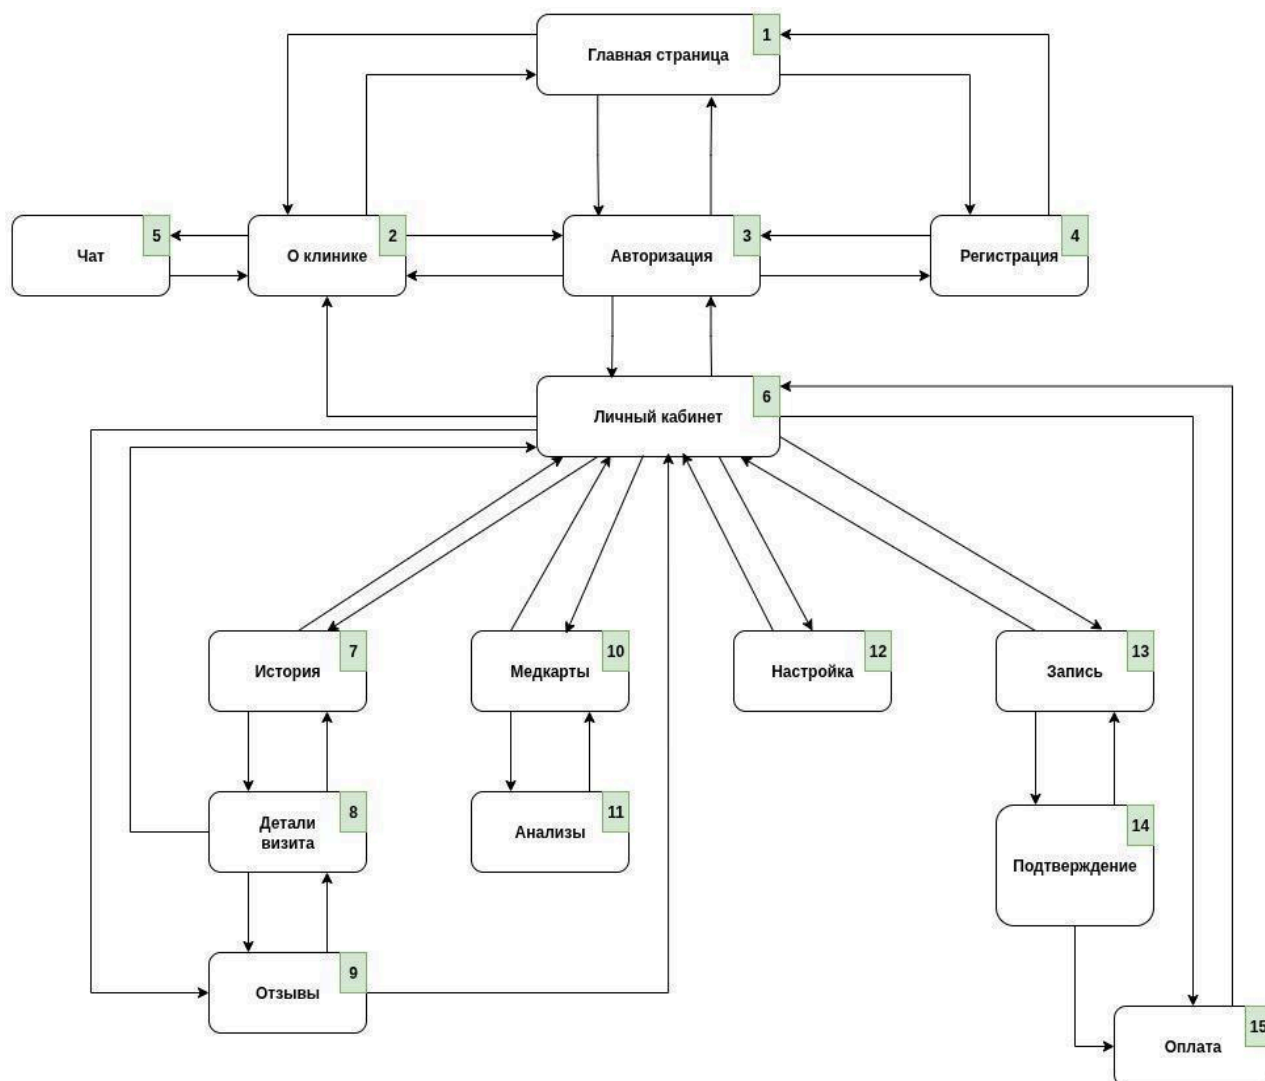 1
Главная страница
5
Чат
2
О клинике
3
Авторизация
4
Регистрация
6
Личный кабинет
7
История
10
Медкарты
12
Настройка
13
Запись
8
Детали
визита
11
Анализы
14
Подтверждение
9
Отзывы
15
Оплата